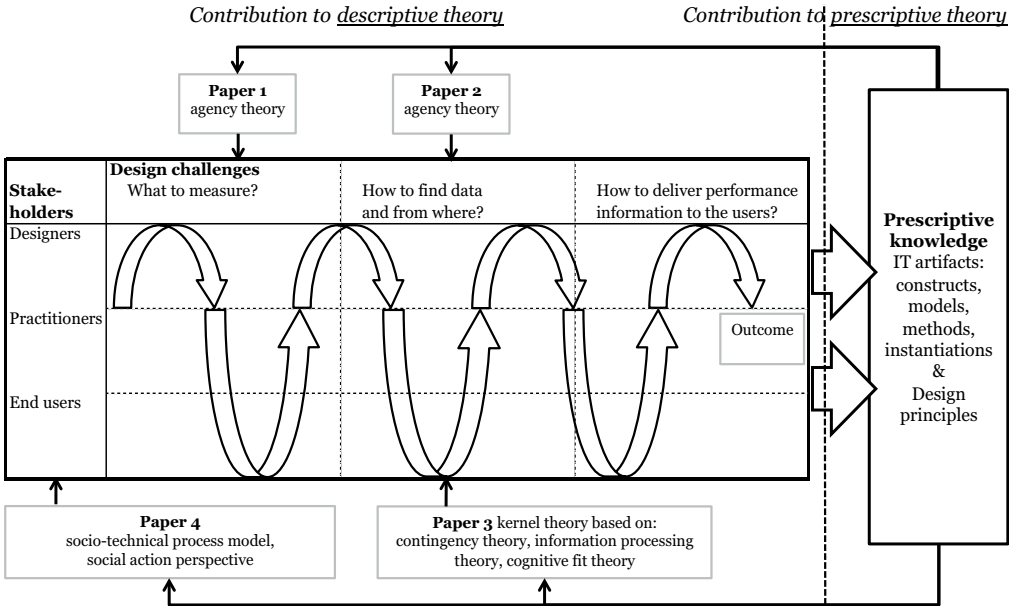 Contribution to descriptive theory
Contribution to prescriptive theory
Paper 1
agency theory
Paper 2
agency theory
Design challenges
What to measure?
How to find data
and from where?
How to deliver performance
information to the users?
Stake-
holders
Designers
Practitioners
End users
Outcome
Prescriptive
knowledge
IT artifacts:
constructs,
models,
methods,
instantiations
&
Design
principles
Paper 4
socio-technical process model,
social action perspective
Paper 3 kernel theory based on:
contingency theory, information processing
theory, cognitive fit theory